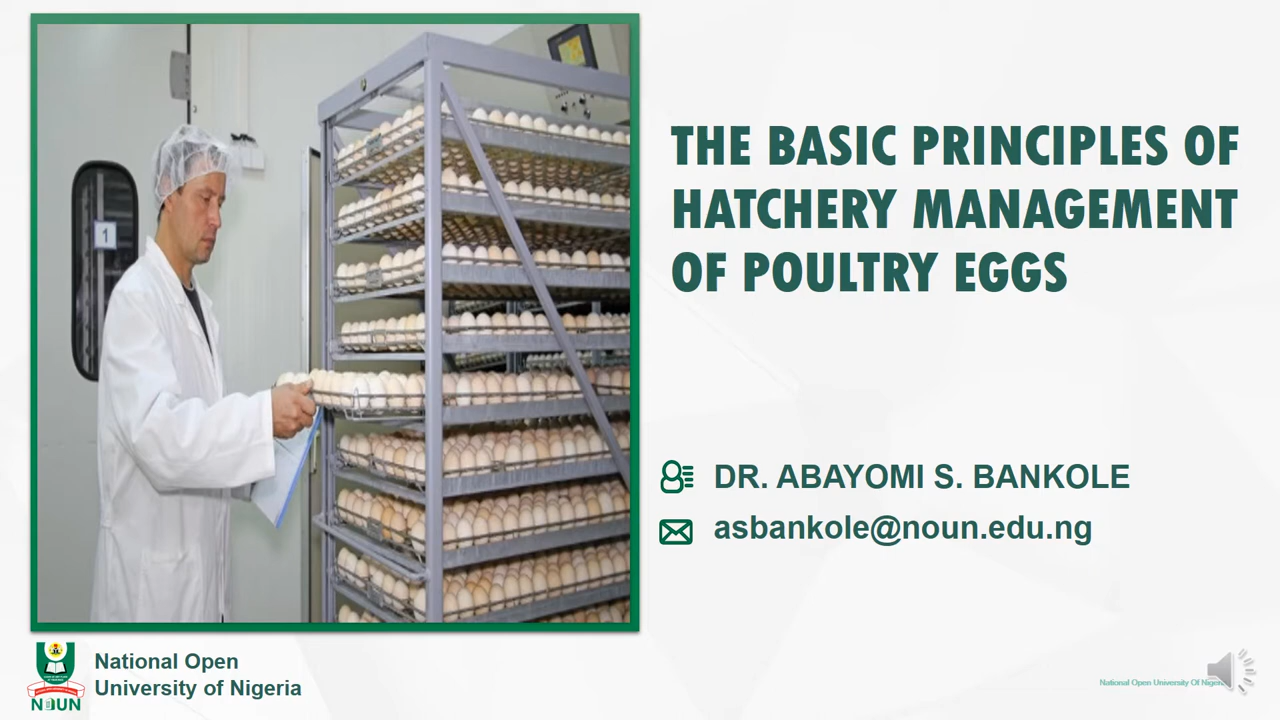 1
THE BASIC PRINCIPLES OF
HATCHERY MANAGEMENT
OF POULTRY EGGS
DR. ABAYOMI S. BANKOLE
asbankole@noun.edu.ng
National Open
University of Nigeria
NOUN
National Open University Of Nigeria